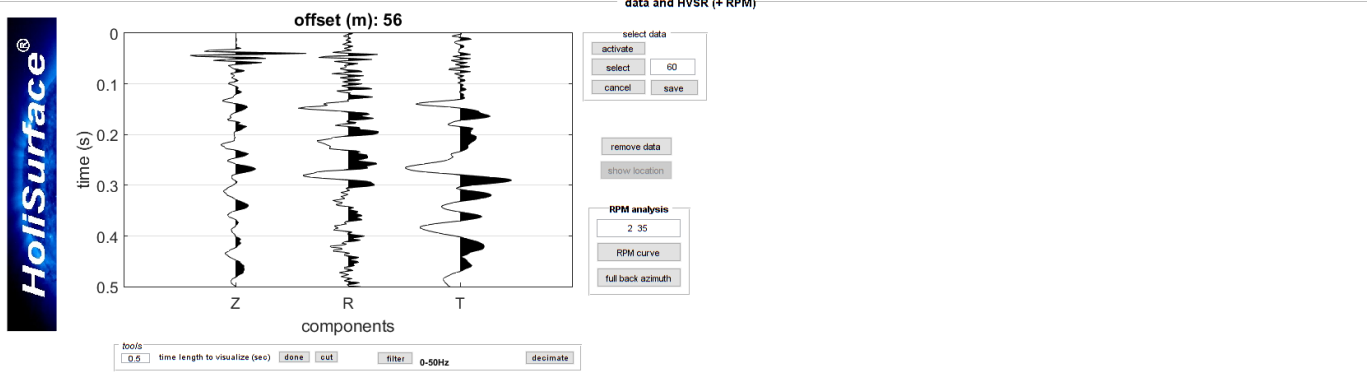 data and HVSR (+ RPM)
HoliSurface®
offset (m): 56
time (s)
0
0.1
0.2
0.3
0.4
0.5
Z R T
components
select data
activate
select 60
cancel save
remove data
show location
RPM analysis
2 35
RPM curve
full back azimuth
tools
0.5 time length to visualize (sec) done cut filter 0-50Hz decimate